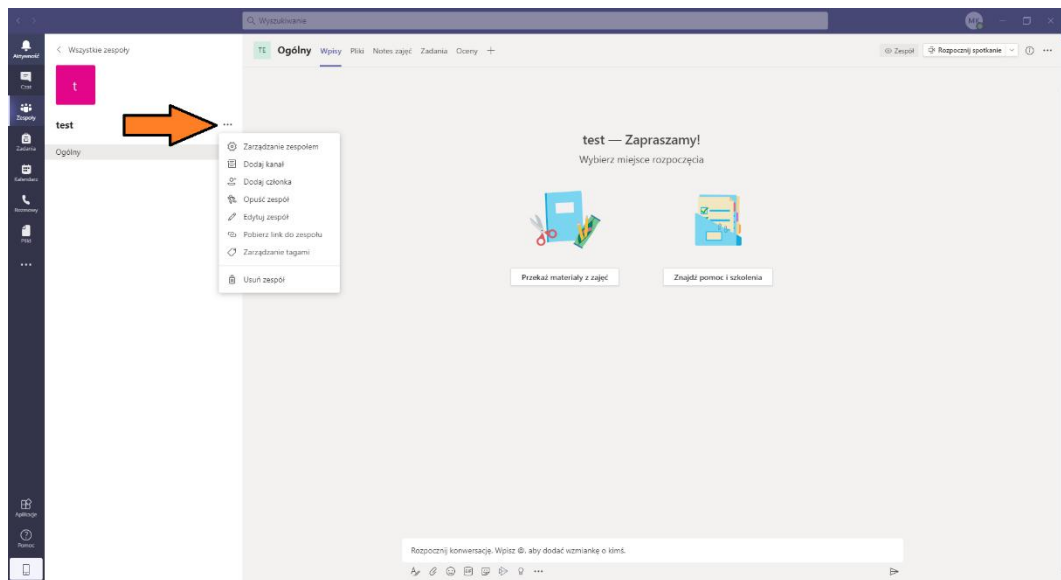 Wyszukiwanie
MK
Aktywność
Czat
Zespoły
Zadania
Kalendarz
Rozmowy
Pliki
Aplikacje
Pomoc
Wszystkie zespoły
t
test
Ogólny
Zarządzanie zespołem
Dodaj kanał
Dodaj członka
Opuść zespół
Edytuj zespół
Pobierz link do zespołu
Zarządzanie tagami
Usuń zespół
TE Ogólny Wpisy Pliki Notes zajęć Zadania Oceny
Zespół Rozpocznij spotkanie
test — Zapraszamy!
Wybierz miejsce rozpoczęcia
Przekaż materiały z zajęć Znajdź pomoc i szkolenia
Rozpocznij konwersację. Wpisz @, aby dodać wzmiankę o kimś.